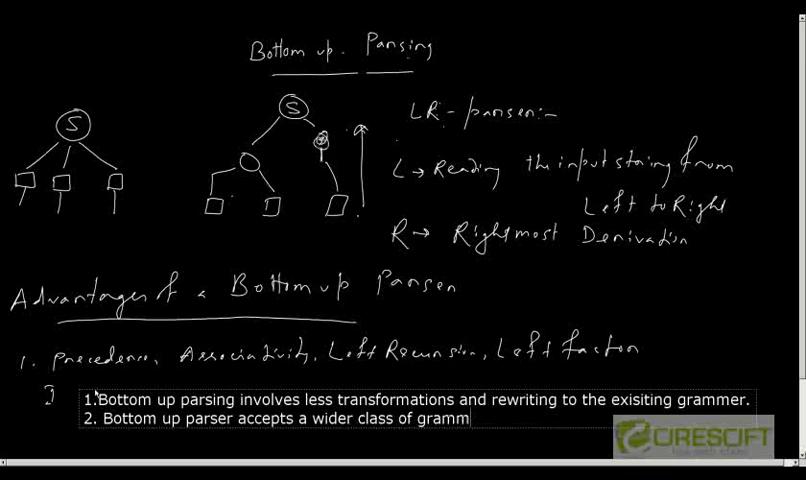 Bottom up. Parsing
S
S
LR - parser:-
L → Reading the input string from
Left to Right
R → Rightmost Derivation
Advantages of a Bottom up Parser
1. Precedence, Associativity, Left Recursion, Left factor
1.Bottom up parsing involves less transformations and rewriting to the exisiting grammer.
2. Bottom up parser accepts a wider class of gramm
CIRESCIFT